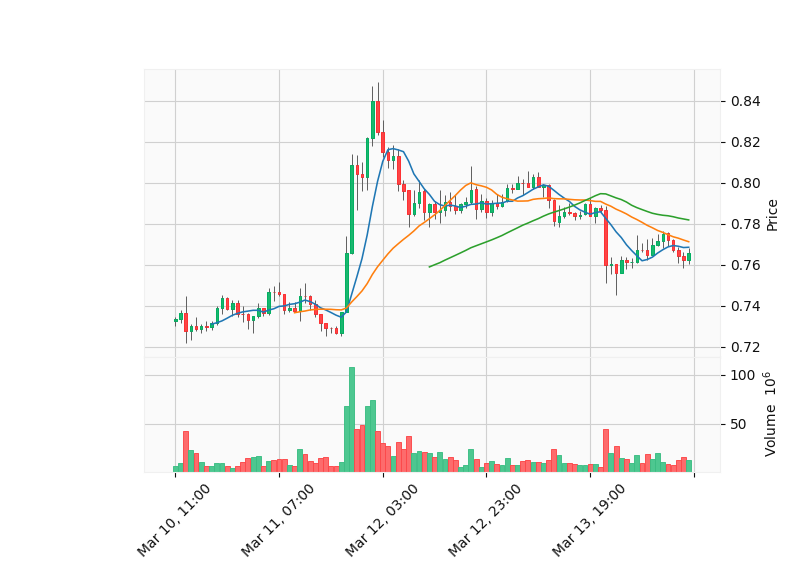 0.84
0.82
0.80
0.78
0.76
0.74
0.72
Price
100
50
Volume 10^6
Mar 10, 11:00
Mar 11, 07:00
Mar 12, 03:00
Mar 12, 23:00
Mar 13, 19:00